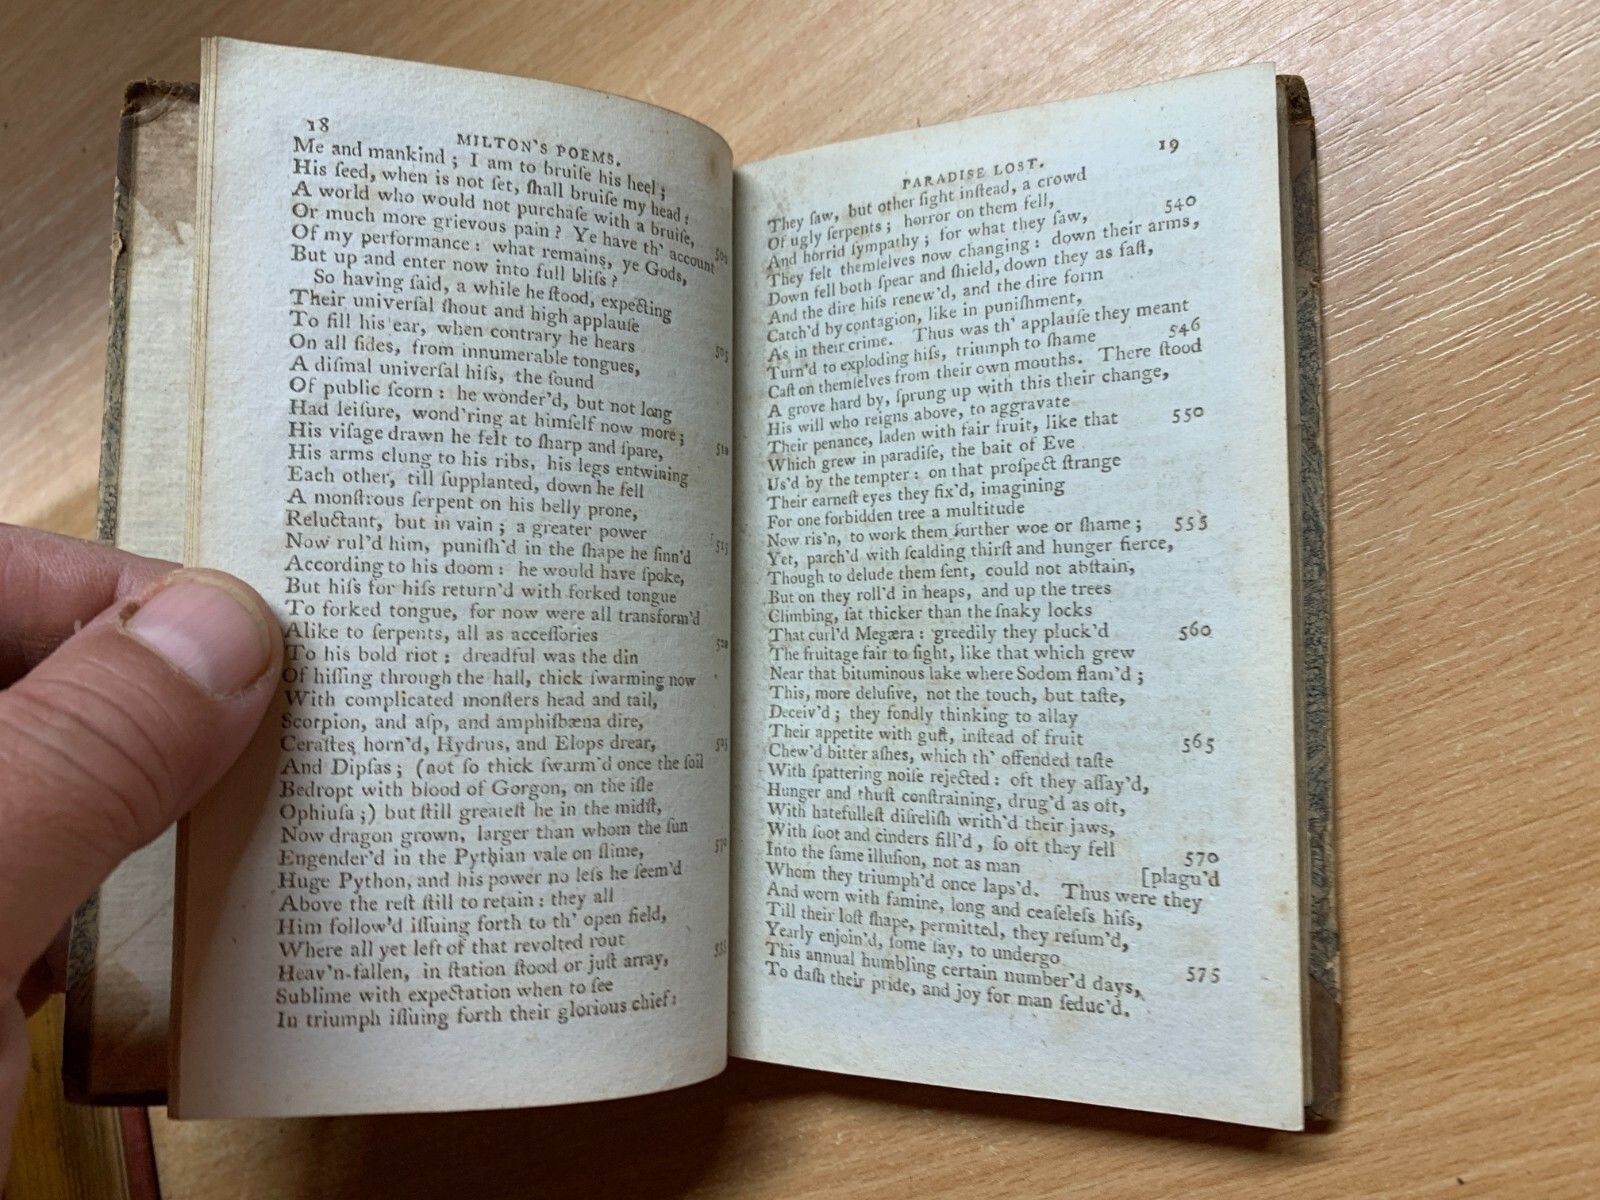 18
MILTON'S POEMS.
Me and mankind; I am to bruiſe his heel;
His ſeed, when is not ſet, ſhall bruiſe my head:
A world who would not purchaſe with a bruiſe,
Or much more grievous pain? Ye have th' account 500
Of my performance: what remains, ye Gods,
But up and enter now into full bliſs?
So having ſaid, a while he ſtood, expecting
Their univerſal ſhout and high applauſe
To fill his ear, when contrary he hears 505
On all ſides, from innumerable tongues,
A diſmal univerſal hiſs, the ſound
Of public ſcorn: he wonder'd, but not long
Had leiſure, wond'ring at himſelf now more;
His viſage drawn he felt to ſharp and ſpare, 510
His arms clung to his ribs, his legs entwining
Each other, till ſupplanted, down he fell
A monſtrous ſerpent on his belly prone,
Reluctant, but in vain; a greater power
Now rul'd him, puniſh'd in the ſhape he ſinn'd 515
According to his doom: he would have ſpoke,
But hiſs for hiſs return'd with forked tongue
To forked tongue, for now were all transform'd
Alike to ſerpents, all as acceſſories
To his bold riot: dreadful was the din 520
Of hiſſing through the hall, thick ſwarming now
With complicated monſters head and tail,
Scorpion, and aſp, and amphiſbæna dire,
Ceraſtes horn'd, Hydrus, and Elops drear, 525
And Dipſas; (not ſo thick ſwarm'd once the ſoil
Bedropt with blood of Gorgon, on the iſle
Ophiuſa;) but ſtill greateſt he in the midſt,
Now dragon grown, larger than whom the ſun
Engender'd in the Pythian vale on ſlime, 530
Huge Python, and his power no leſs he ſeem'd
Above the reſt ſtill to retain: they all
Him follow'd iſſuing forth to th' open field,
Where all yet left of that revolted rout
Heav'n-fallen, in ſtation ſtood or juſt array, 535
Sublime with expectation when to ſee
In triumph iſſuing forth their glorious chief:
PARADISE LOST. 19
They ſaw, but other ſight inſtead, a crowd
Of ugly ſerpents; horror on them fell,
And horrid ſympathy; for what they ſaw, 540
They felt themſelves now changing: down their arms,
Down fell both ſpear and ſhield, down they as faſt,
And the dire hiſs renew'd, and the dire form
Catch'd by contagion, like in puniſhment,
As in their crime. Thus was th' applauſe they meant
Turn'd to exploding hiſs, triumph to ſhame 546
Caſt on themſelves from their own mouths. There ſtood
A grove hard by, ſprung up with this their change,
His will who reigns above, to aggravate
Their penance, laden with fair fruit, like that 550
Which grew in paradiſe, the bait of Eve
Us'd by the tempter: on that proſpect ſtrange
Their earneſt eyes they fix'd, imagining
For one forbidden tree a multitude
Now ris'n, to work them further woe or ſhame; 555
Yet, parch'd with ſcalding thirſt and hunger fierce,
Though to delude them ſent, could not abſtain,
But on they roll'd in heaps, and up the trees
Climbing, ſat thicker than the ſnaky locks
That curl'd Megæra: greedily they pluck'd 560
The fruitage fair to ſight, like that which grew
Near that bituminous lake where Sodom flam'd;
This, more deluſive, not the touch, but taſte,
Deceiv'd; they fondly thinking to allay
Their appetite with guſt, inſtead of fruit 565
Chew'd bitter aſhes, which th' offended taſte
With ſpattering noiſe rejected: oft they aſſay'd,
Hunger and thirſt conſtraining, drug'd as oft,
With hatefulleſt diſreliſh writh'd their jaws,
With ſoot and cinders fill'd, ſo oft they fell 570
Into the ſame illuſion, not as man [plagu'd
Whom they triumph'd once laps'd. Thus were they
And worn with famine, long and ceaſeleſs hiſs,
Till their loſt ſhape, permitted, they reſum'd,
Yearly enjoin'd, ſome ſay, to undergo 575
This annual humbling certain number'd days,
To daſh their pride, and joy for man ſeduc'd.